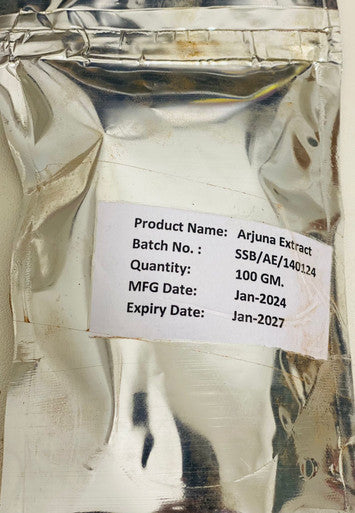 Product Name: Arjuna Extract
Batch No. : SSB/AE/140124
Quantity: 100 GM.
MFG Date: Jan-2024
Expiry Date: Jan-2027